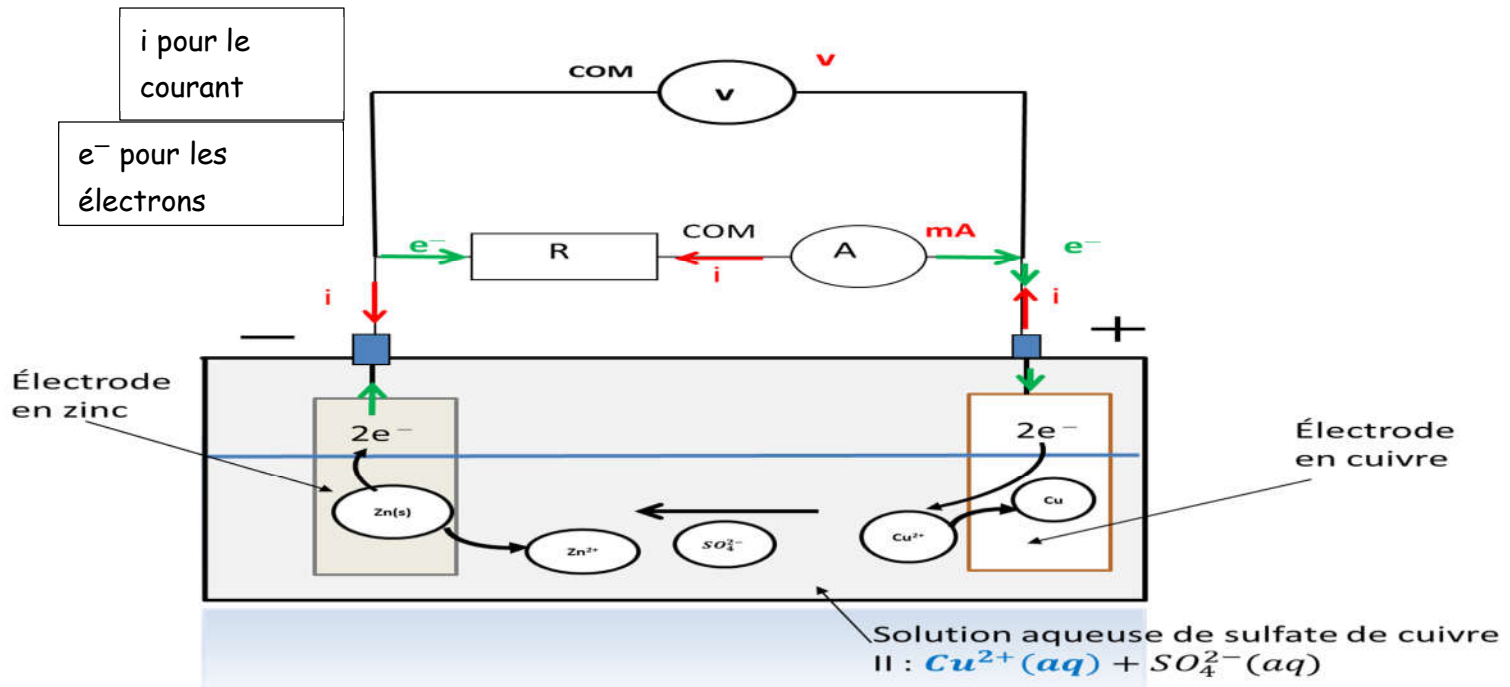 i pour le
courant
e⁻ pour les
électrons
COM
v
v
e⁻
R
COM
i
A
mA
e⁻
i
i
−
+
Électrode
en zinc
2e⁻
Zn(s)
Zn²⁺
SO₄²⁻
2e⁻
Cu²⁺
Cu
Électrode
en cuivre
Solution aqueuse de sulfate de cuivre
II : Cu²⁺(aq) + SO₄²⁻(aq)